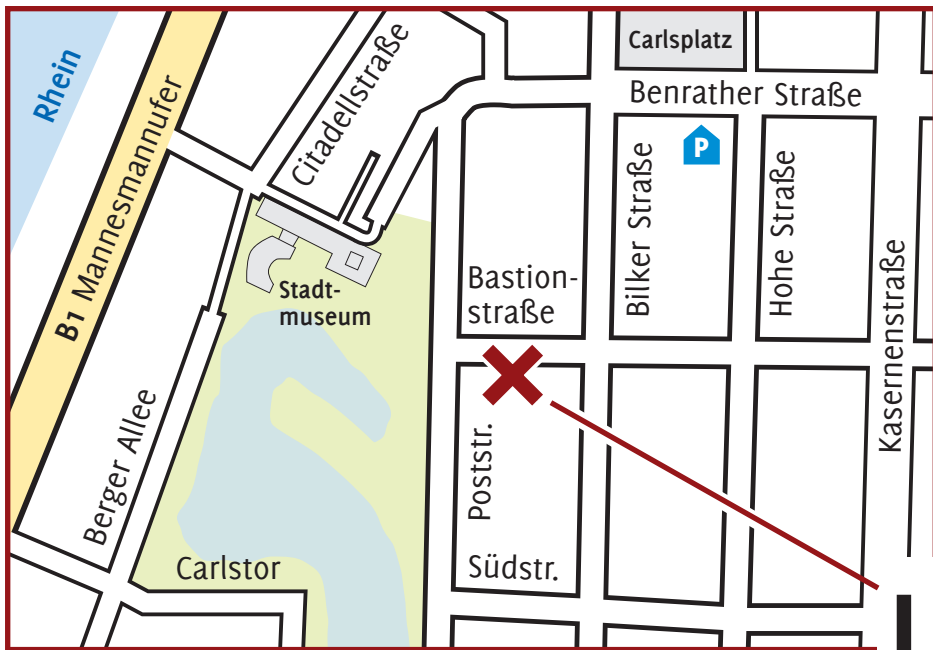 Carlsplatz
Benrather Straße
Rhein
B1 Mannesmannufer
Citadellstraße
P
Bilker Straße
Hohe Straße
Kasernenstraße
Stadt-
museum
Bastion-
straße
Berger Allee
Poststr.
Carlstor
Südstr.